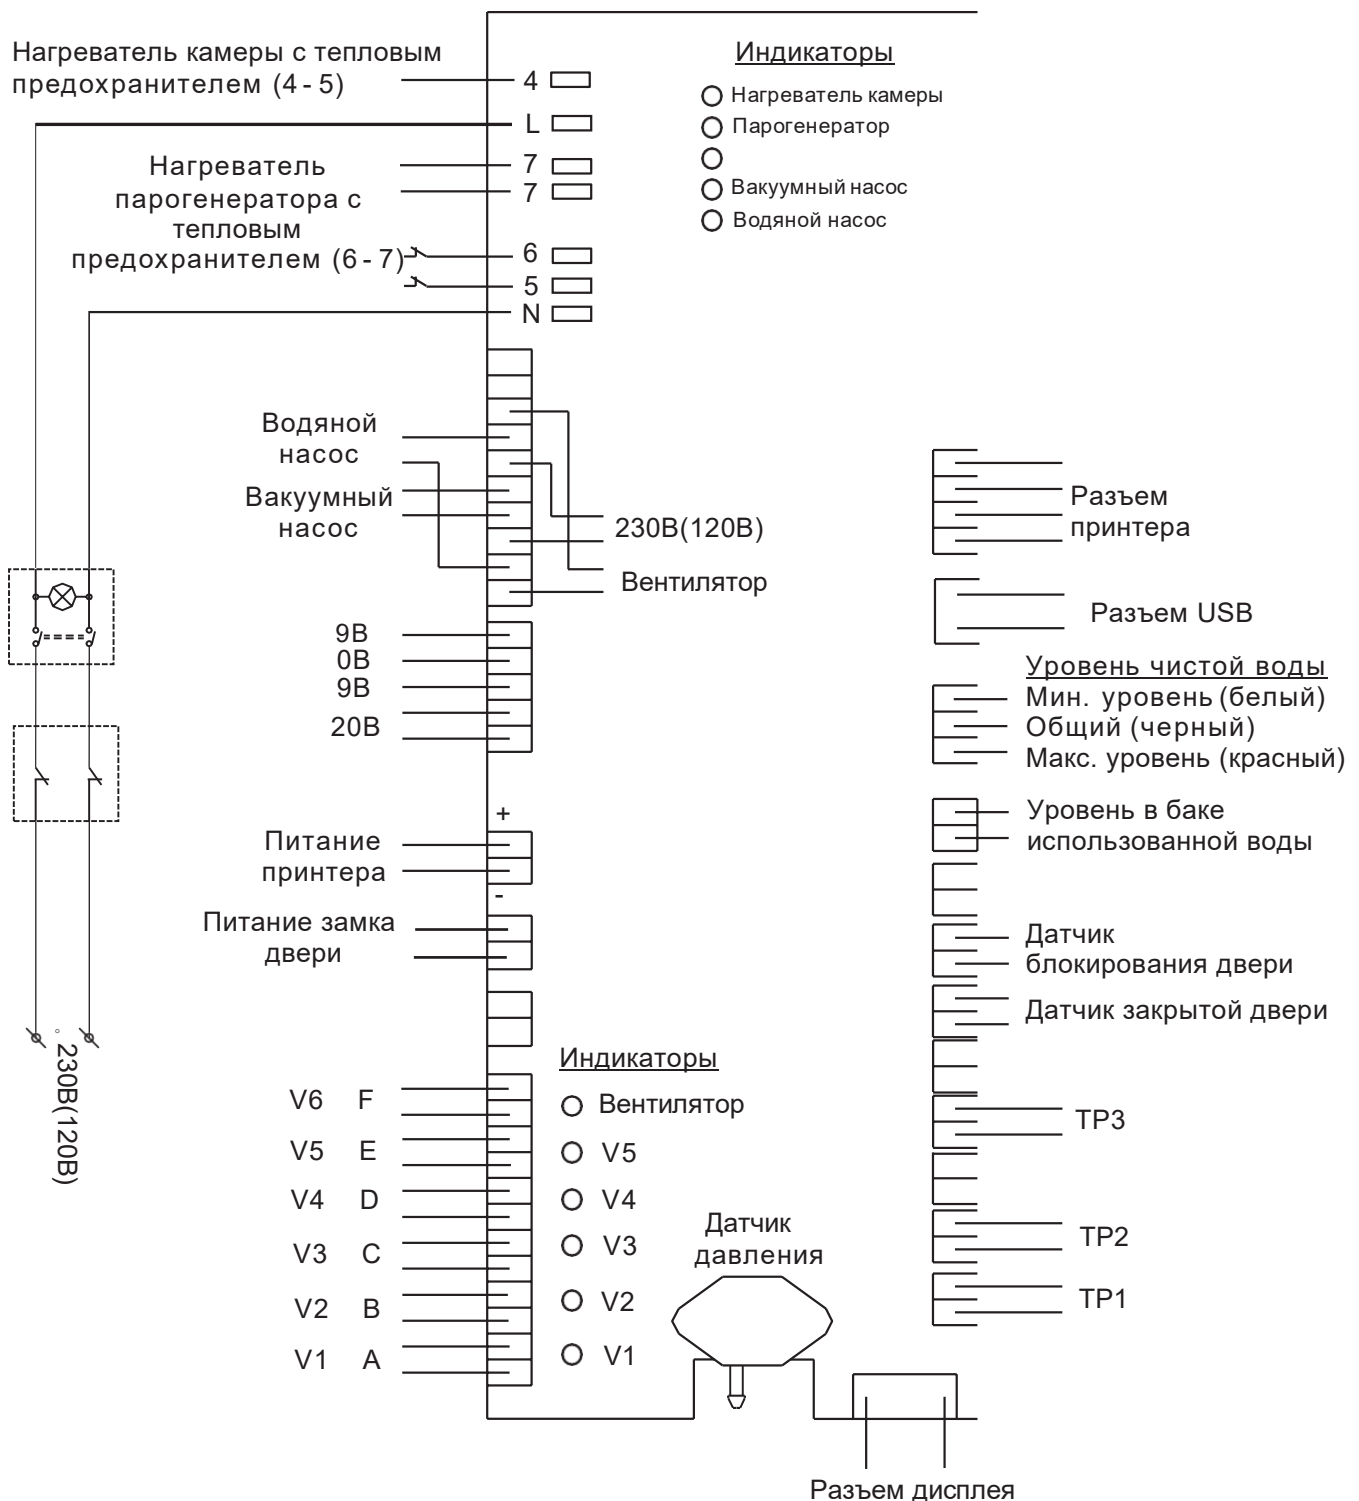 Нагреватель камеры с тепловым
предохранителем (4 - 5)
4
L
Нагреватель
парогенератора с
тепловым
предохранителем (6 - 7)
7
7
6
5
N
Индикаторы
Нагреватель камеры
Парогенератор
Вакуумный насос
Водяной насос
Водяной
насос
Вакуумный
насос
230В(120В)
Вентилятор
9В
0В
9В
20В
+
Питание
принтера
-
Питание замка
двери
230В(120В)
V6 F
V5 E
V4 D
V3 C
V2 B
V1 A
Индикаторы
Вентилятор
V5
V4
V3
V2
V1
Датчик
давления
Разъем дисплея
Разъем
принтера
Разъем USB
Уровень чистой воды
Мин. уровень (белый)
Общий (черный)
Макс. уровень (красный)
Уровень в баке
использованной воды
Датчик
блокирования двери
Датчик закрытой двери
TP3
TP2
TP1